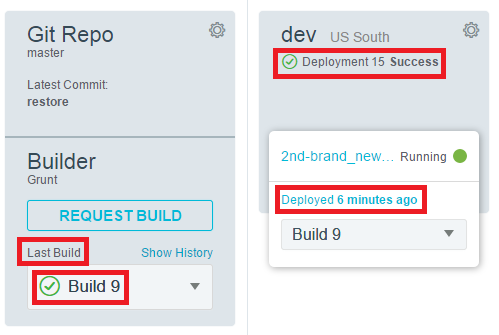 Git Repo
master
Latest Commit:
restore
Builder
Grunt
REQUEST BUILD
Last Build
Show History
Build 9
dev US South
Deployment 15 Success
2nd-brand_new... Running
Deployed 6 minutes ago
Build 9